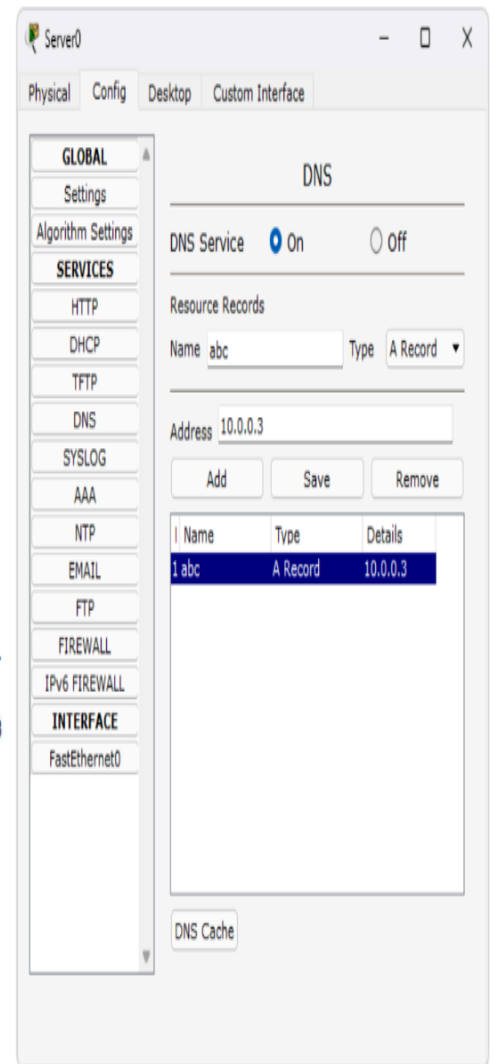 Server0
Physical Config Desktop Custom Interface
GLOBAL
Settings
Algorithm Settings
SERVICES
HTTP
DHCP
TFTP
DNS
SYSLOG
AAA
NTP
EMAIL
FTP
FIREWALL
IPv6 FIREWALL
INTERFACE
FastEthernet0
DNS
DNS Service On Off
Resource Records
Name abc Type A Record
Address 10.0.0.3
Add Save Remove
Name Type Details
1 abc A Record 10.0.0.3
DNS Cache